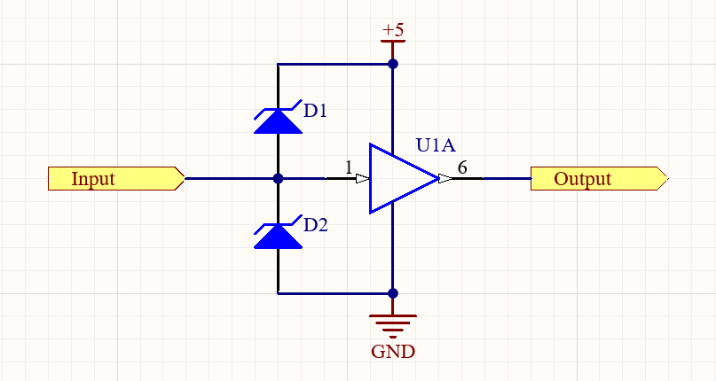 +5
D1
U1A
Input
1
6
Output
D2
GND